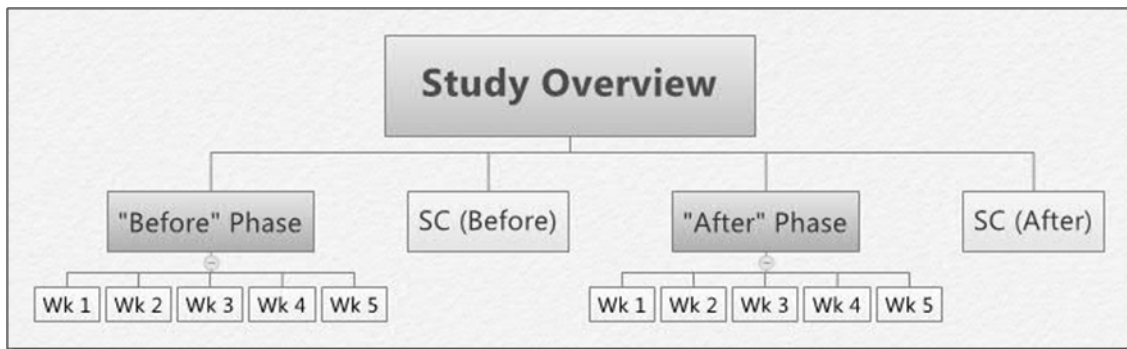 Study Overview
"Before" Phase
SC (Before)
"After" Phase
SC (After)
Wk 1
Wk 2
Wk 3
Wk 4
Wk 5
Wk 1
Wk 2
Wk 3
Wk 4
Wk 5